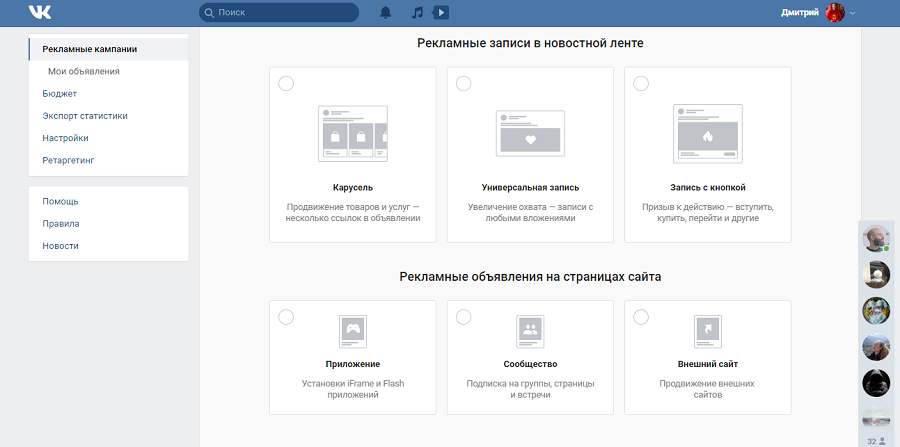 Поиск
Дмитрий
Рекламные кампании
Мои объявления
Бюджет
Экспорт статистики
Настройки
Ретаргетинг
Помощь
Правила
Новости
Рекламные записи в новостной ленте
Карусель
Продвижение товаров и услуг —
несколько ссылок в объявлении
Универсальная запись
Увеличение охвата — записи с
любыми вложениями
Запись с кнопкой
Призыв к действию — вступить,
купить, перейти и другие
Рекламные объявления на страницах сайта
Приложение
Установки iFrame и Flash
приложений
Сообщество
Подписка на группы, страницы
и встречи
Внешний сайт
Продвижение внешних
сайтов
32